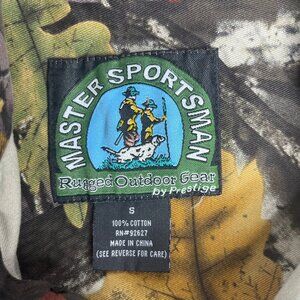 MASTER SPORTSMAN
Rugged Outdoor Gear
by Prestige
S
100% COTTON
RN#92627
MADE IN CHINA
(SEE REVERSE FOR CARE)